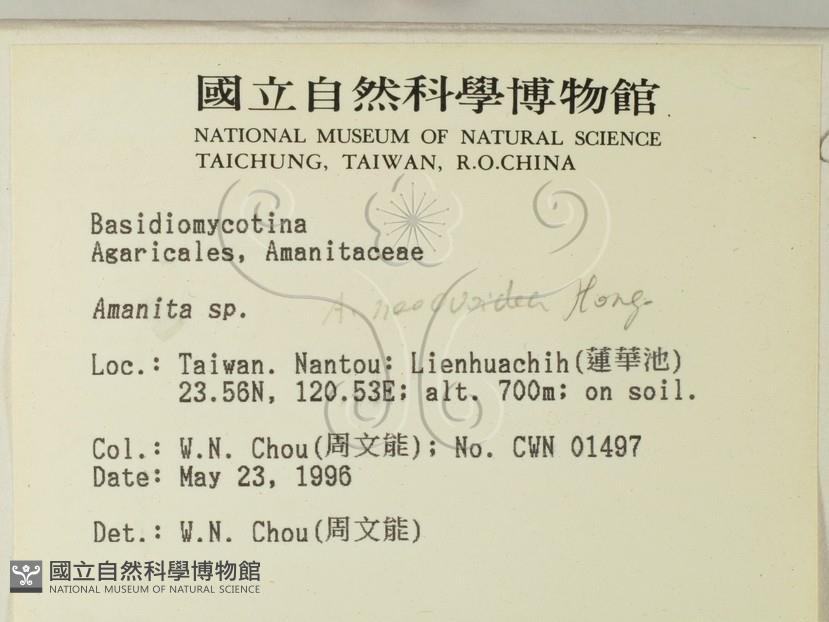 國立自然科學博物館
NATIONAL MUSEUM OF NATURAL SCIENCE
TAICHUNG, TAIWAN, R.O.CHINA
Basidiomycotina
Agaricales, Amanitaceae
Amanita sp. A. neoovoidea Hong.
Loc.: Taiwan. Nantou: Lienhuachih(蓮華池)
23.56N, 120.53E; alt. 700m; on soil.
Col.: W.N. Chou(周文能); No. CWN 01497
Date: May 23, 1996
Det.: W.N. Chou(周文能)
國立自然科學博物館
NATIONAL MUSEUM OF NATURAL SCIENCE